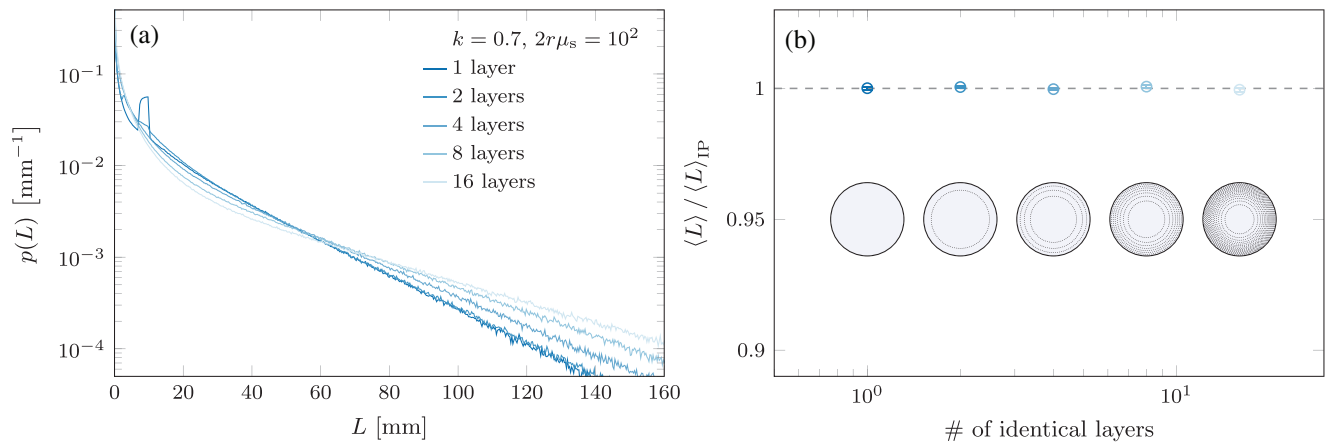 (a)
k = 0.7, 2rμ_s = 10^2
1 layer
2 layers
4 layers
8 layers
16 layers
p(L) [mm^−1]
10^−1
10^−2
10^−3
10^−4
0 20 40 60 80 100 120 140 160
L [mm]
(b)
⟨L⟩ / ⟨L⟩_IP
1
0.95
0.9
10^0 10^1
# of identical layers